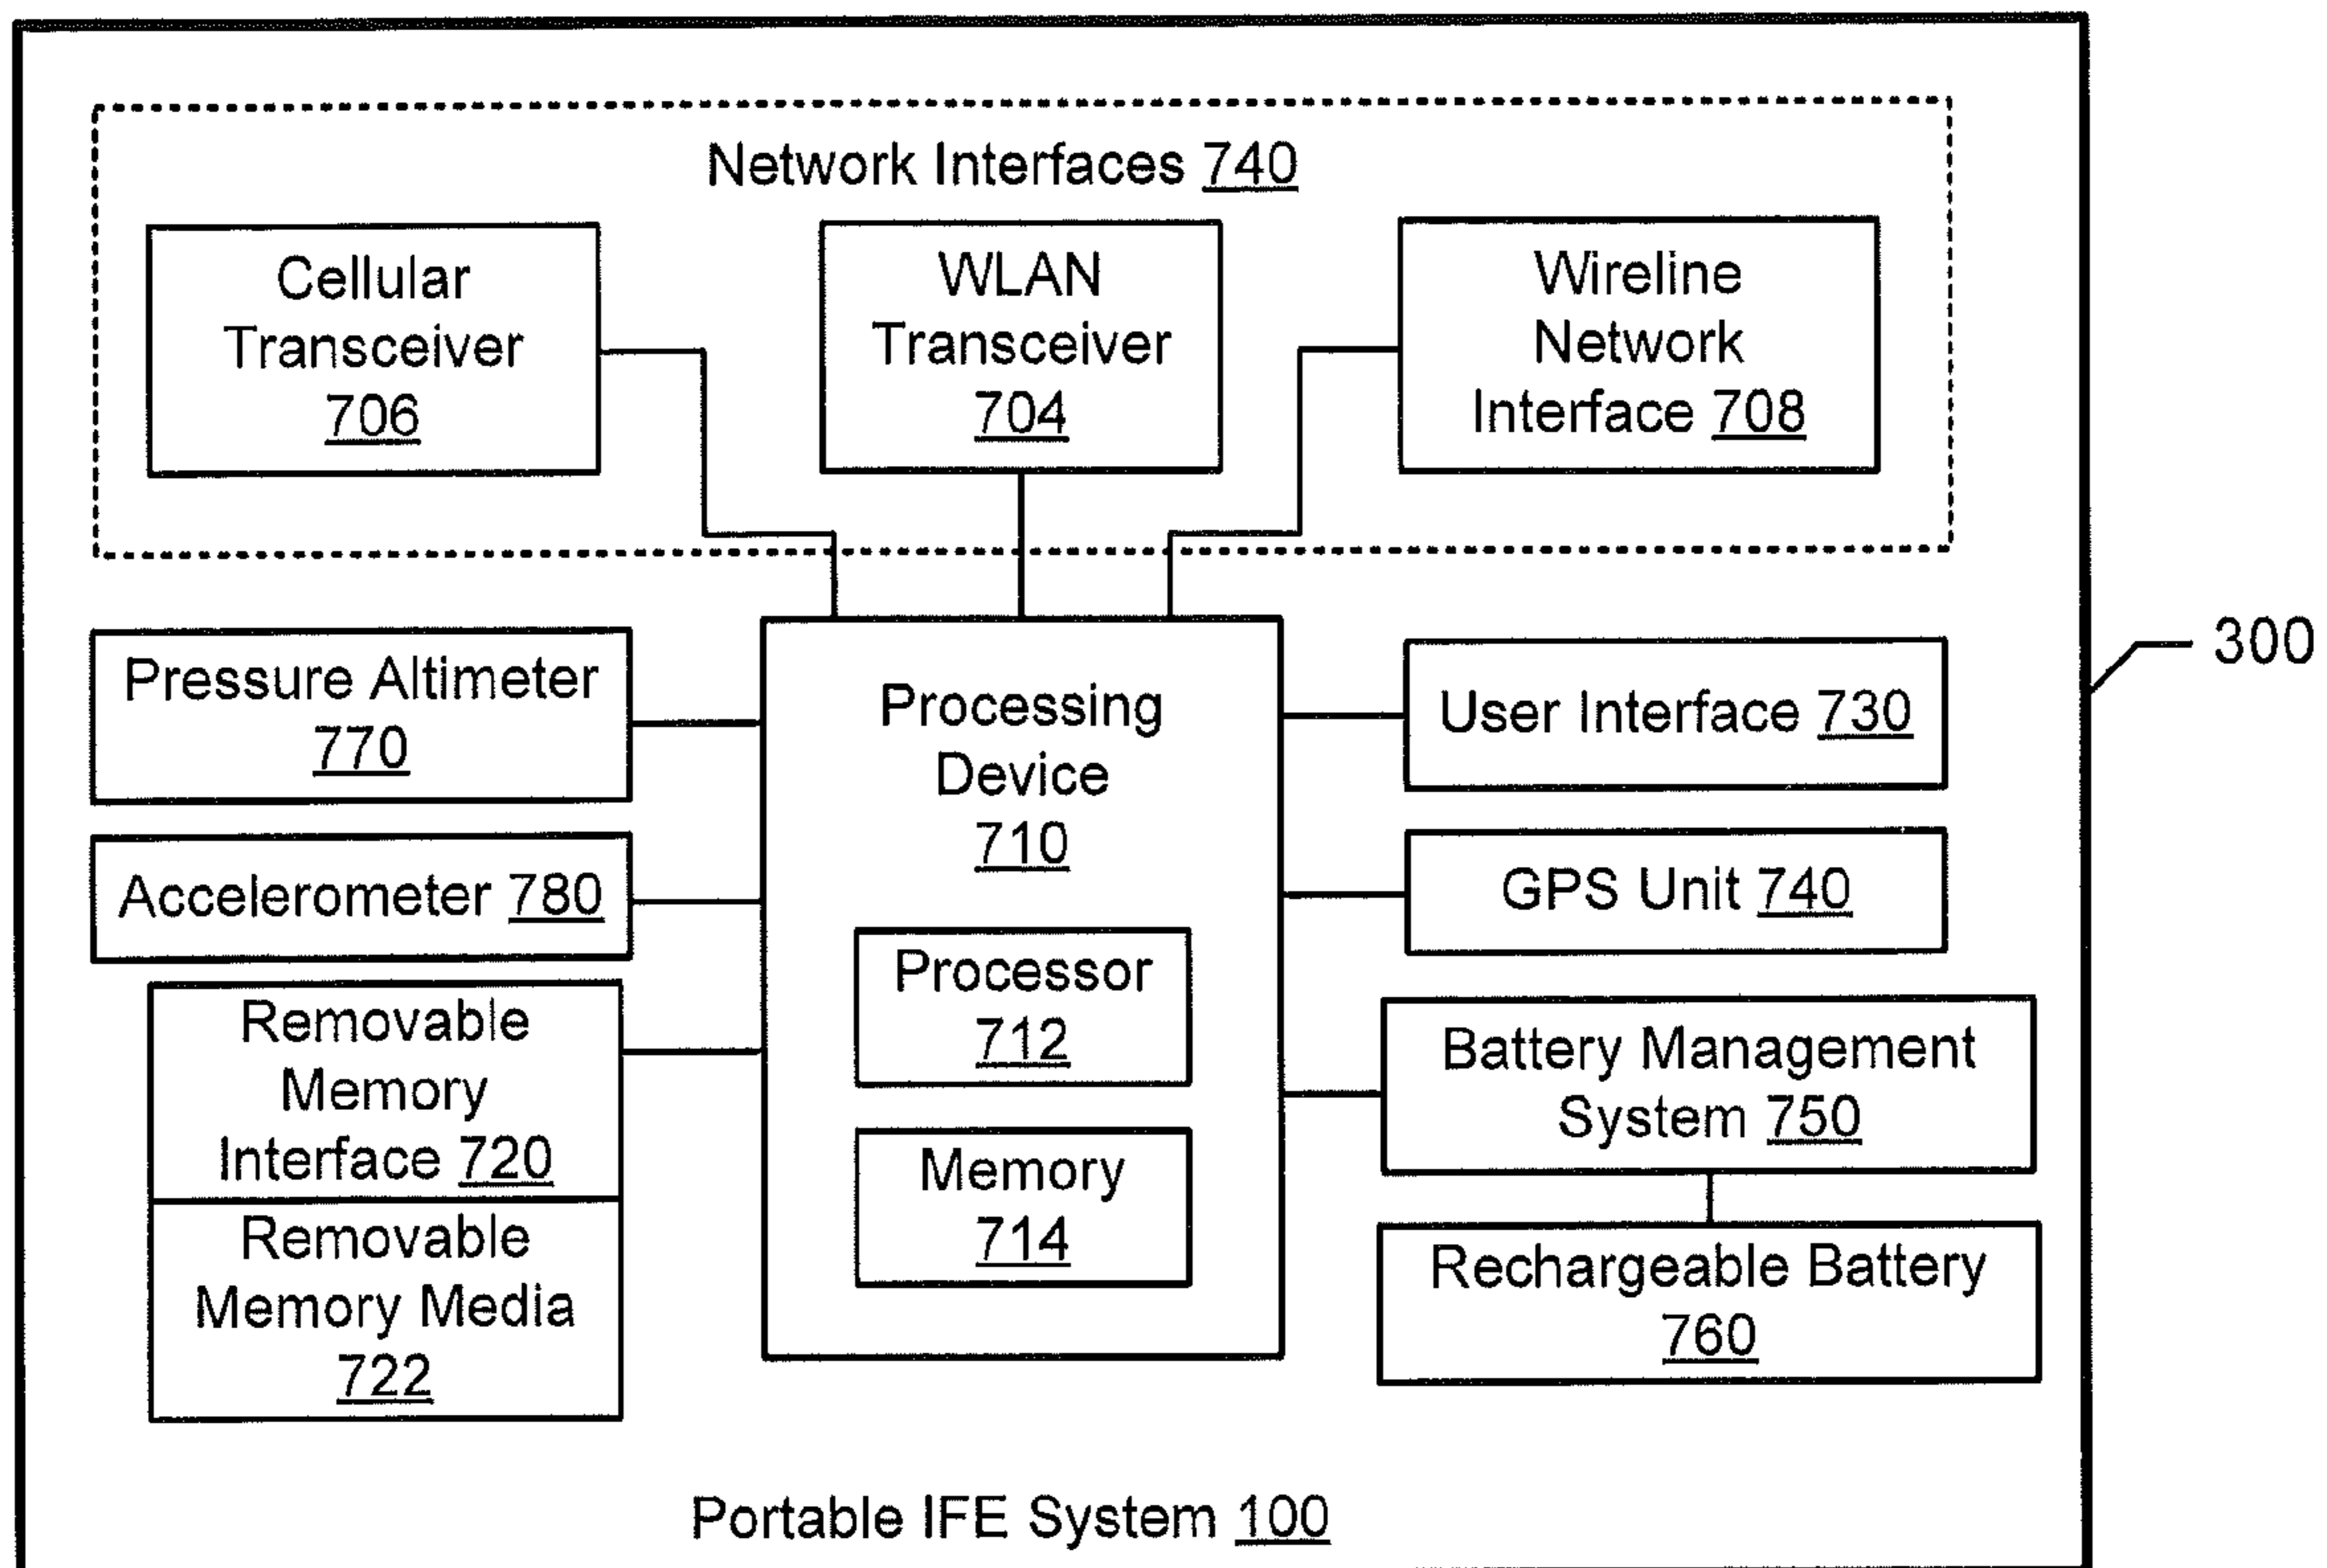 Network Interfaces 740
Cellular
Transceiver
706
WLAN
Transceiver
704
Wireline
Network
Interface 708
Pressure Altimeter
770
Accelerometer 780
Removable
Memory
Interface 720
Removable
Memory Media
722
Processing
Device
710
Processor
712
Memory
714
User Interface 730
GPS Unit 740
Battery Management
System 750
Rechargeable Battery
760
300
Portable IFE System 100